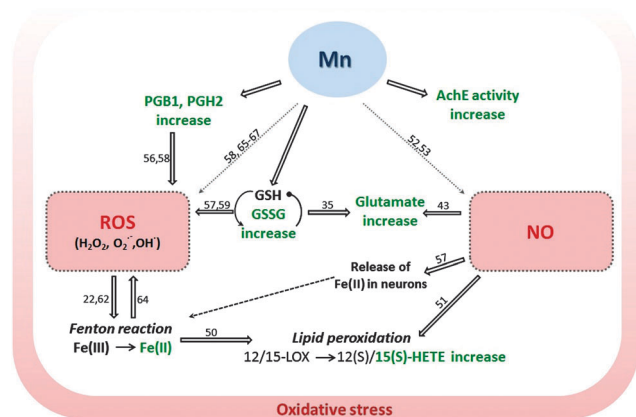 Mn
PGB1, PGH2
increase
AchE activity
increase
56,58
58,65-67
52,53
ROS
(H₂O₂, O₂·⁻,OH·)
57,59
GSH
GSSG
increase
35
Glutamate
increase
43
NO
57
Release of
Fe(II) in neurons
51
22,62
64
Fenton reaction
Fe(III) → Fe(II)
50
Lipid peroxidation
12/15-LOX → 12(S)/15(S)-HETE increase
Oxidative stress